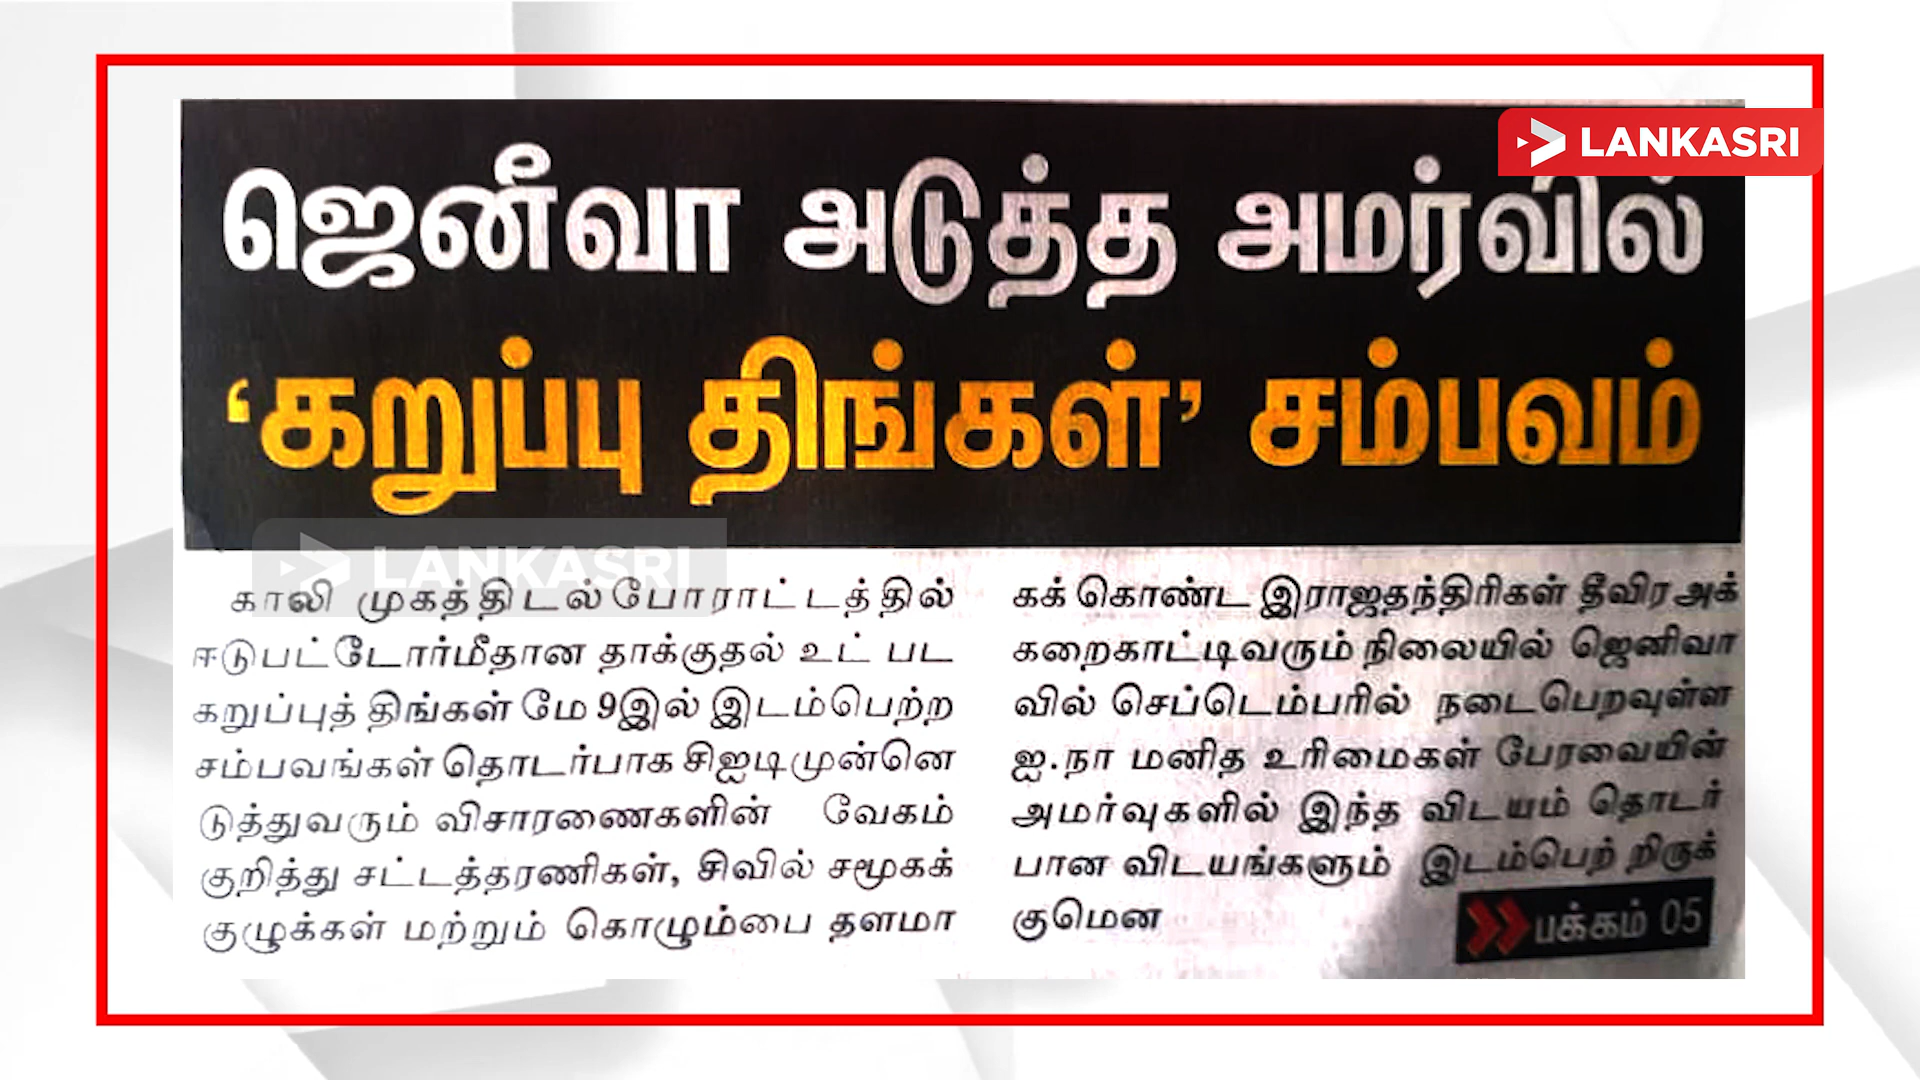 LANKASRI
ஜெனீவா அடுத்த அமர்வில்
‘கறுப்பு திங்கள்’ சம்பவம்
LANKASRI
காலி முகத்திடல்போராட்டத்தில்
ஈடுபட்டோர்மீதான தாக்குதல் உட் பட
கறுப்புத் திங்கள் மே 9இல் இடம்பெற்ற
சம்பவங்கள் தொடர்பாக சிஐடிமுன்னெ
டுத்துவரும் விசாரணைகளின் வேகம்
குறித்து சட்டத்தரணிகள், சிவில் சமூகக்
குழுக்கள் மற்றும் கொழும்பை தளமா
கக் கொண்ட இராஜதந்திரிகள் தீவிர அக்
கறைகாட்டிவரும் நிலையில் ஜெனிவா
வில் செப்டெம்பரில் நடைபெறவுள்ள
ஐ.நா மனித உரிமைகள் பேரவையின்
அமர்வுகளில் இந்த விடயம் தொடர்
பான விடயங்களும் இடம்பெற் றிருக்
குமென
பக்கம் 05